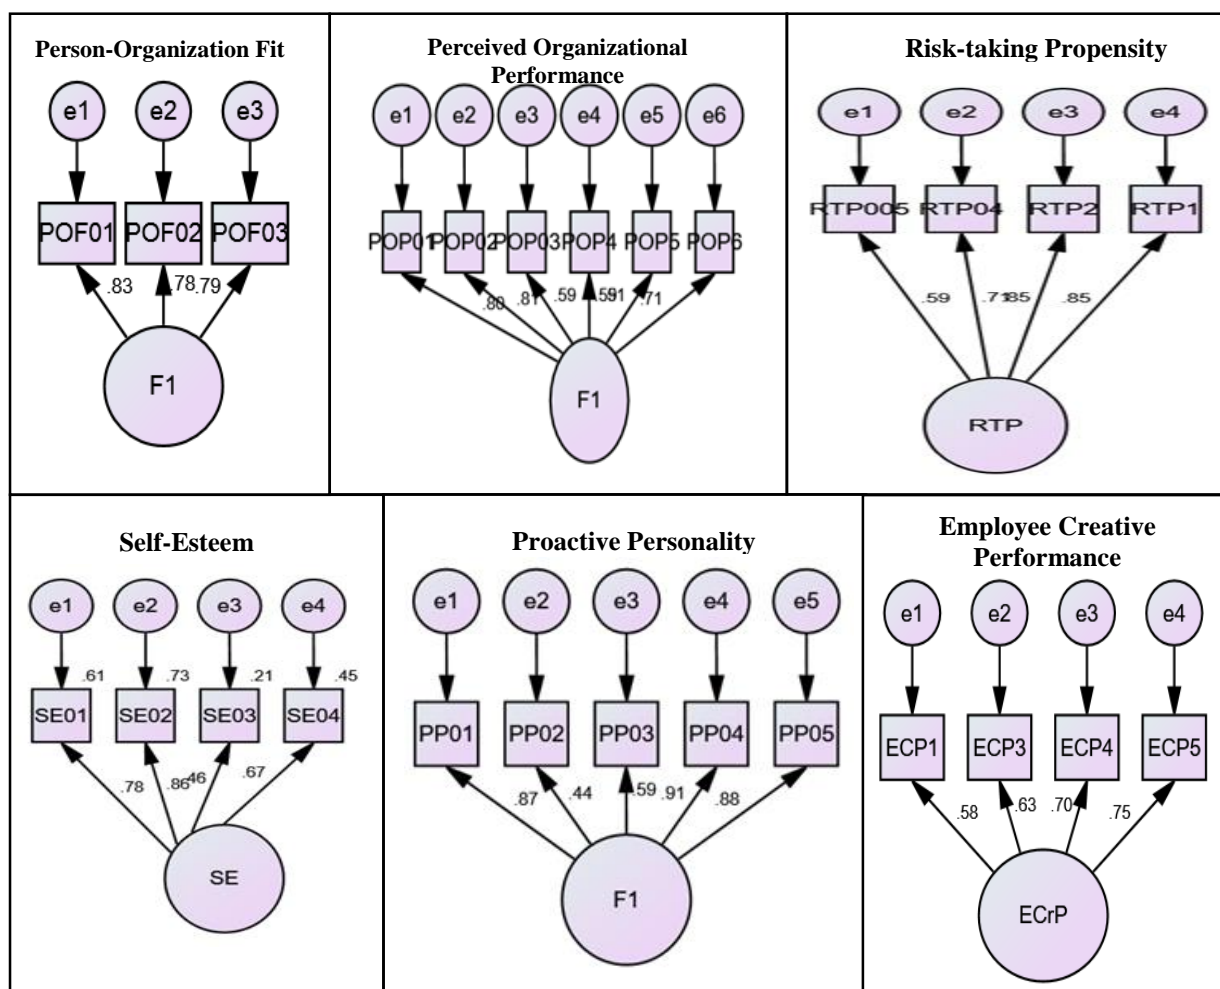 Person-Organization Fit
e1 e2 e3
POF01 POF02 POF03
.83 .78 .79
F1
Perceived Organizational
Performance
e1 e2 e3 e4 e5 e6
POP01 POP02 POP03 POP4 POP5 POP6
.80 .81 .59 .71
F1
Risk-taking Propensity
e1 e2 e3 e4
RTP005 RTP04 RTP2 RTP1
.59 .71 .85 .85
RTP
Self-Esteem
e1 e2 e3 e4
.61 .73 .21 .45
SE01 SE02 SE03 SE04
.78 .86 .46 .67
SE
Proactive Personality
e1 e2 e3 e4 e5
PP01 PP02 PP03 PP04 PP05
.87 .44 .59 .91 .88
F1
Employee Creative
Performance
e1 e2 e3 e4
ECP1 ECP3 ECP4 ECP5
.58 .63 .70 .75
ECrP